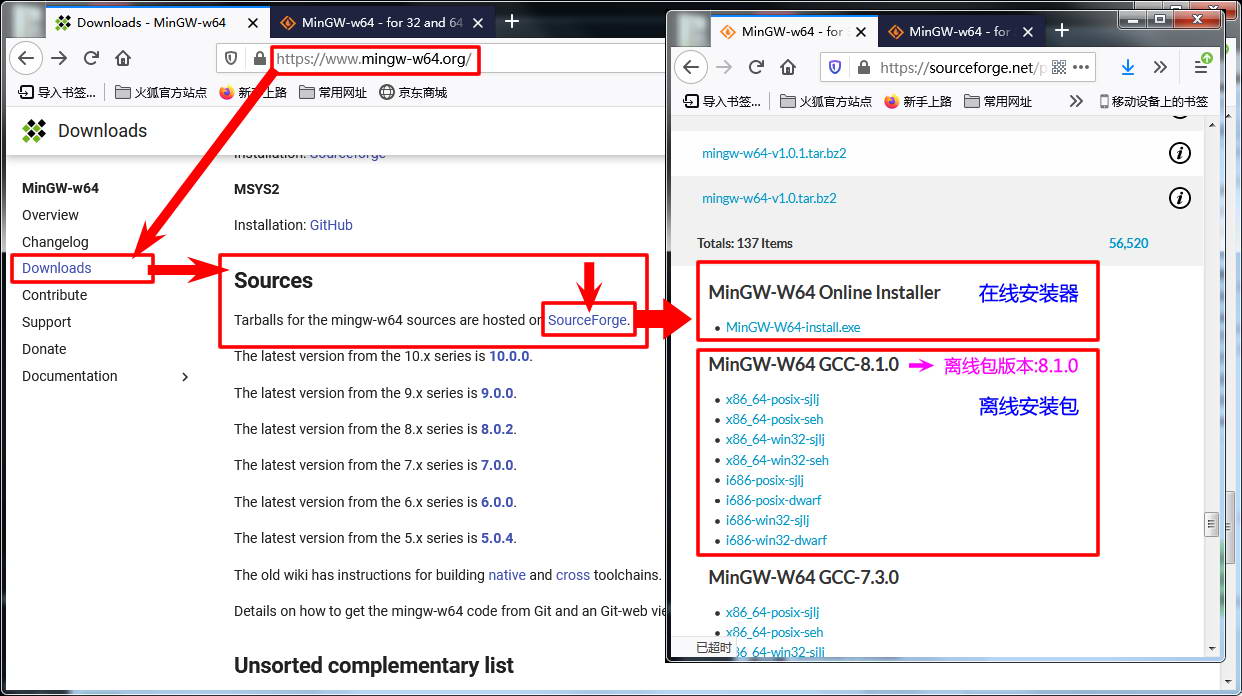 Downloads - MinGW-w64
MinGW-w64 - for 32 and 64
https://www.mingw-w64.org/
导入书签...
火狐官方站点
新手上路
常用网址
京东商城
Downloads
MinGW-w64
Overview
Changelog
Downloads
Contribute
Support
Donate
Documentation
Installation: Sourceforge
MSYS2
Installation: GitHub
Sources
Tarballs for the mingw-w64 sources are hosted on SourceForge.
The latest version from the 10.x series is 10.0.0.
The latest version from the 9.x series is 9.0.0.
The latest version from the 8.x series is 8.0.2.
The latest version from the 7.x series is 7.0.0.
The latest version from the 6.x series is 6.0.0.
The latest version from the 5.x series is 5.0.4.
The old wiki has instructions for building native and cross toolchains.
Details on how to get the mingw-w64 code from Git and an Git-web vie
Unsorted complementary list
MinGW-w64 - for
MinGW-w64 - for
https://sourceforge.net/p
导入书签...
火狐官方站点
新手上路
常用网址
移动设备上的书签
mingw-w64-v1.0.1.tar.bz2
mingw-w64-v1.0.tar.bz2
Totals: 137 Items
56,520
MinGW-W64 Online Installer
在线安装器
MinGW-W64-install.exe
MinGW-W64 GCC-8.1.0
离线包版本:8.1.0
离线安装包
x86_64-posix-sjlj
x86_64-posix-seh
x86_64-win32-sjlj
x86_64-win32-seh
i686-posix-sjlj
i686-posix-dwarf
i686-win32-sjlj
i686-win32-dwarf
MinGW-W64 GCC-7.3.0
x86_64-posix-sjlj
x86_64-posix-seh
x86_64-win32-sjlj
已超时